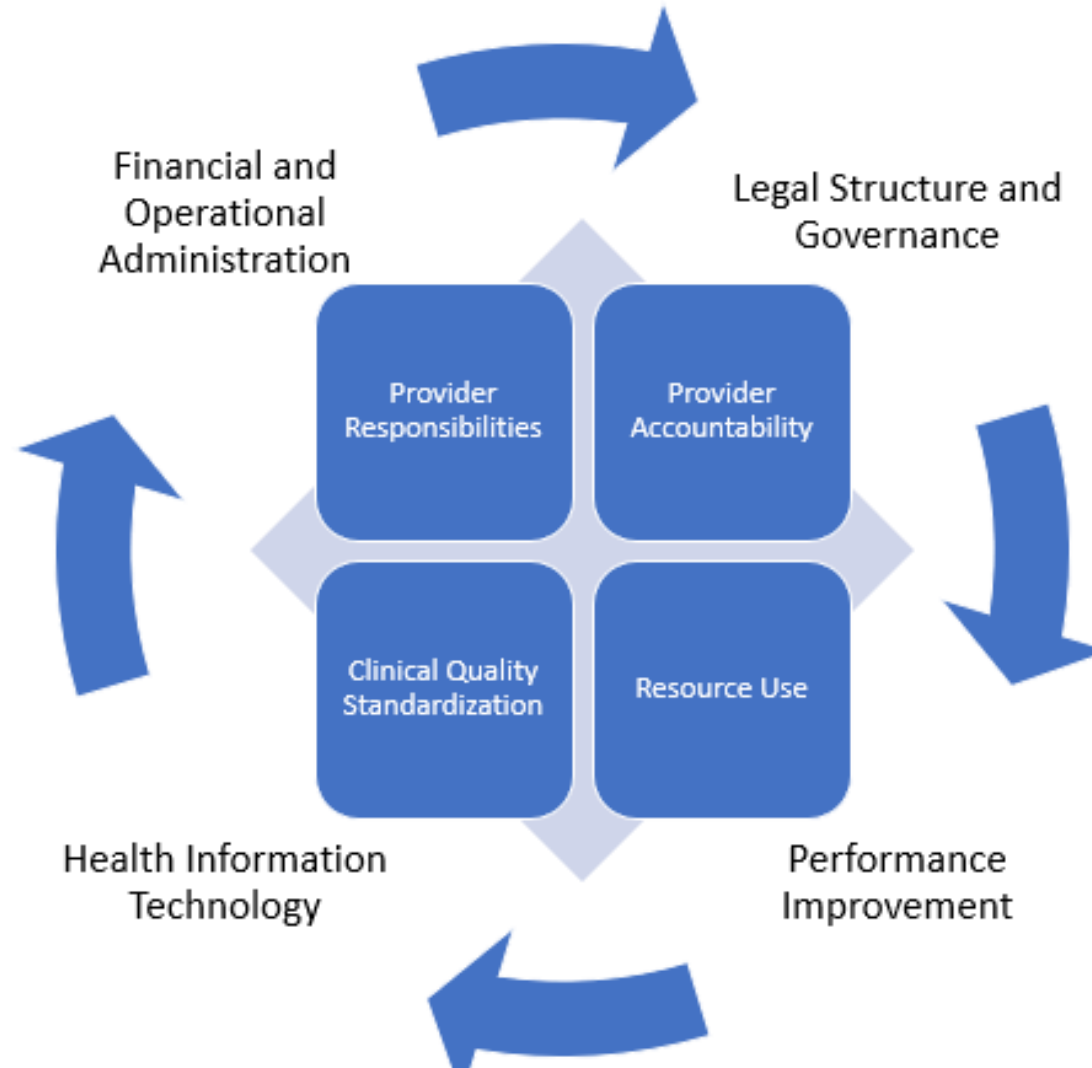 Financial and
Operational
Administration
Legal Structure and
Governance
Provider
Responsibilities
Provider
Accountability
Clinical Quality
Standardization
Resource Use
Health Information
Technology
Performance
Improvement